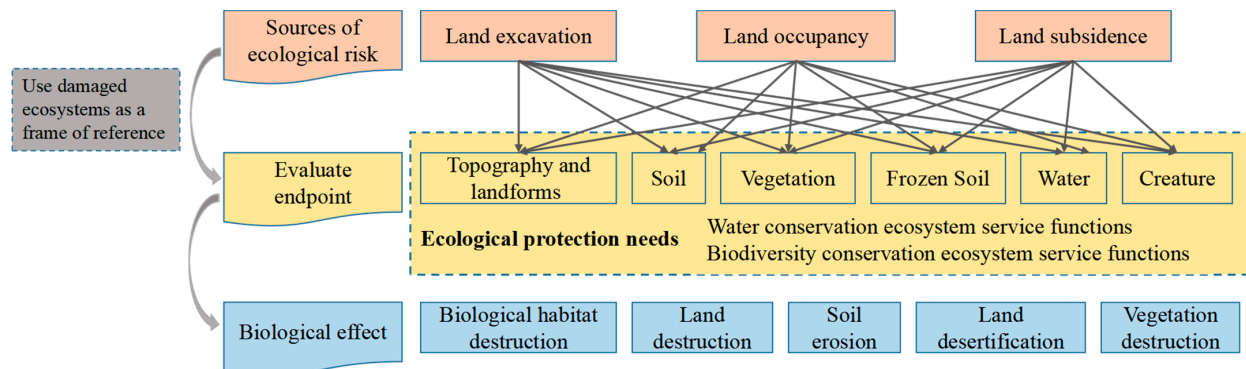 Sources of
ecological risk
Land excavation
Land occupancy
Land subsidence
Use damaged
ecosystems as a
frame of reference
Evaluate
endpoint
Topography and
landforms
Soil
Vegetation
Frozen Soil
Water
Creature
Ecological protection needs
Water conservation ecosystem service functions
Biodiversity conservation ecosystem service functions
Biological effect
Biological habitat
destruction
Land
destruction
Soil
erosion
Land
desertification
Vegetation
destruction